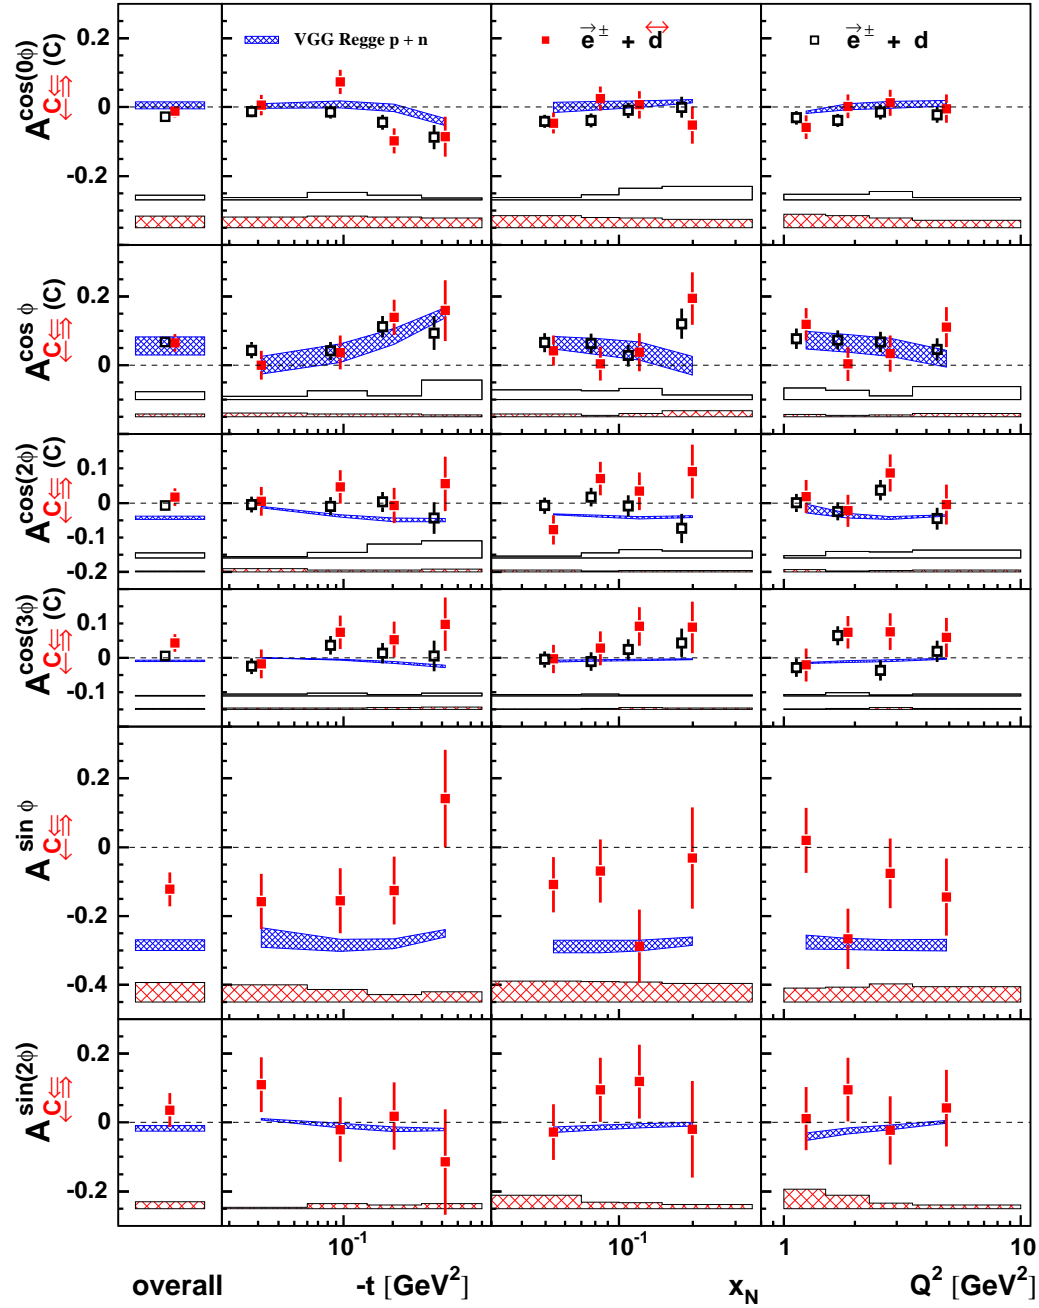 VGG Regge p + n
e± + d
e± + d
A cos(0φ) C (C)
0.2
0
-0.2
A cos φ C (C)
0.2
0
A cos(2φ) C (C)
0.1
0
-0.1
-0.2
A cos(3φ) C (C)
0.1
0
-0.1
A sin φ C
0.2
0
-0.2
-0.4
A sin(2φ) C
0.2
0
-0.2
10⁻¹ 10⁻¹ 1 10
overall -t [GeV²] x_N Q² [GeV²]